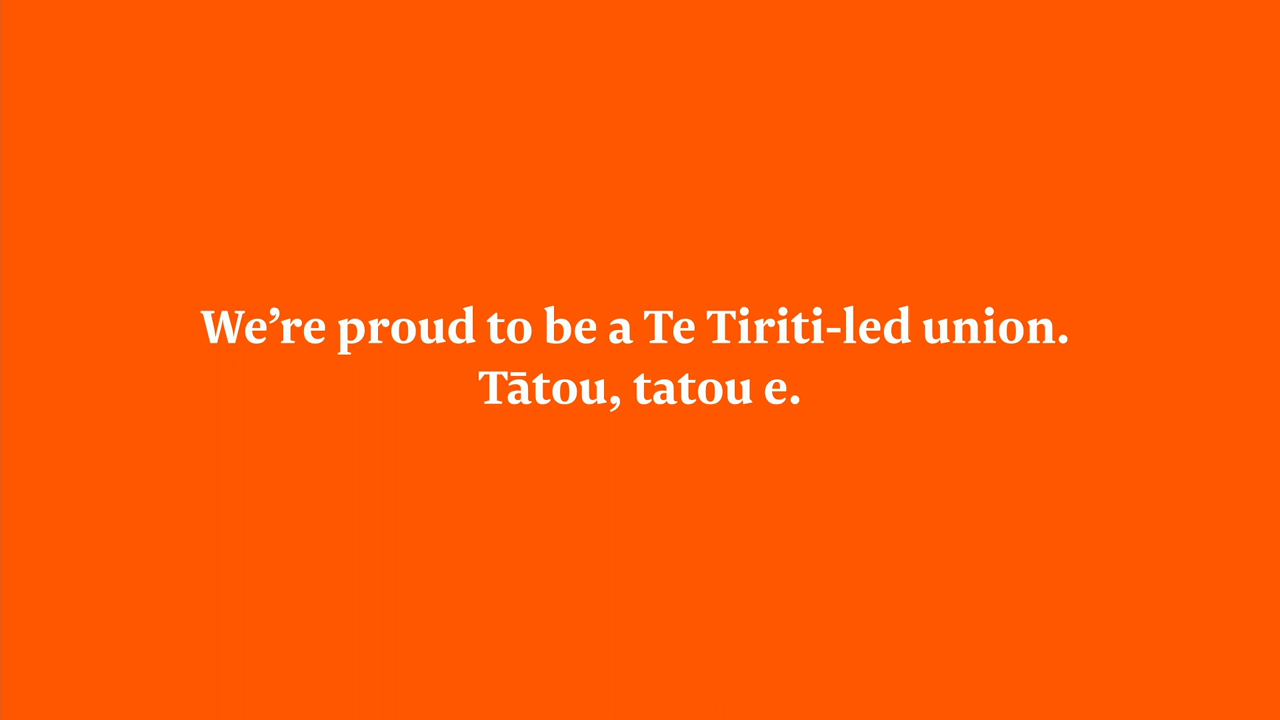 We’re proud to be a Te Tiriti-led union.
Tātou, tatou e.